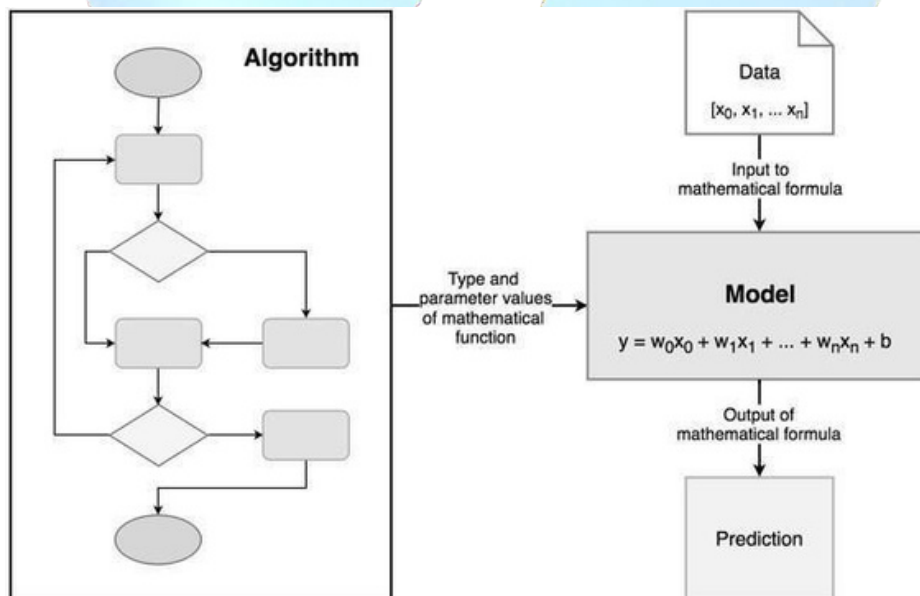 Algorithm
Data
[x₀, x₁, ... xₙ]
Input to
mathematical formula
Type and
parameter values
of mathematical
function
Model
y = w₀x₀ + w₁x₁ + ... + wₙxₙ + b
Output of
mathematical formula
Prediction